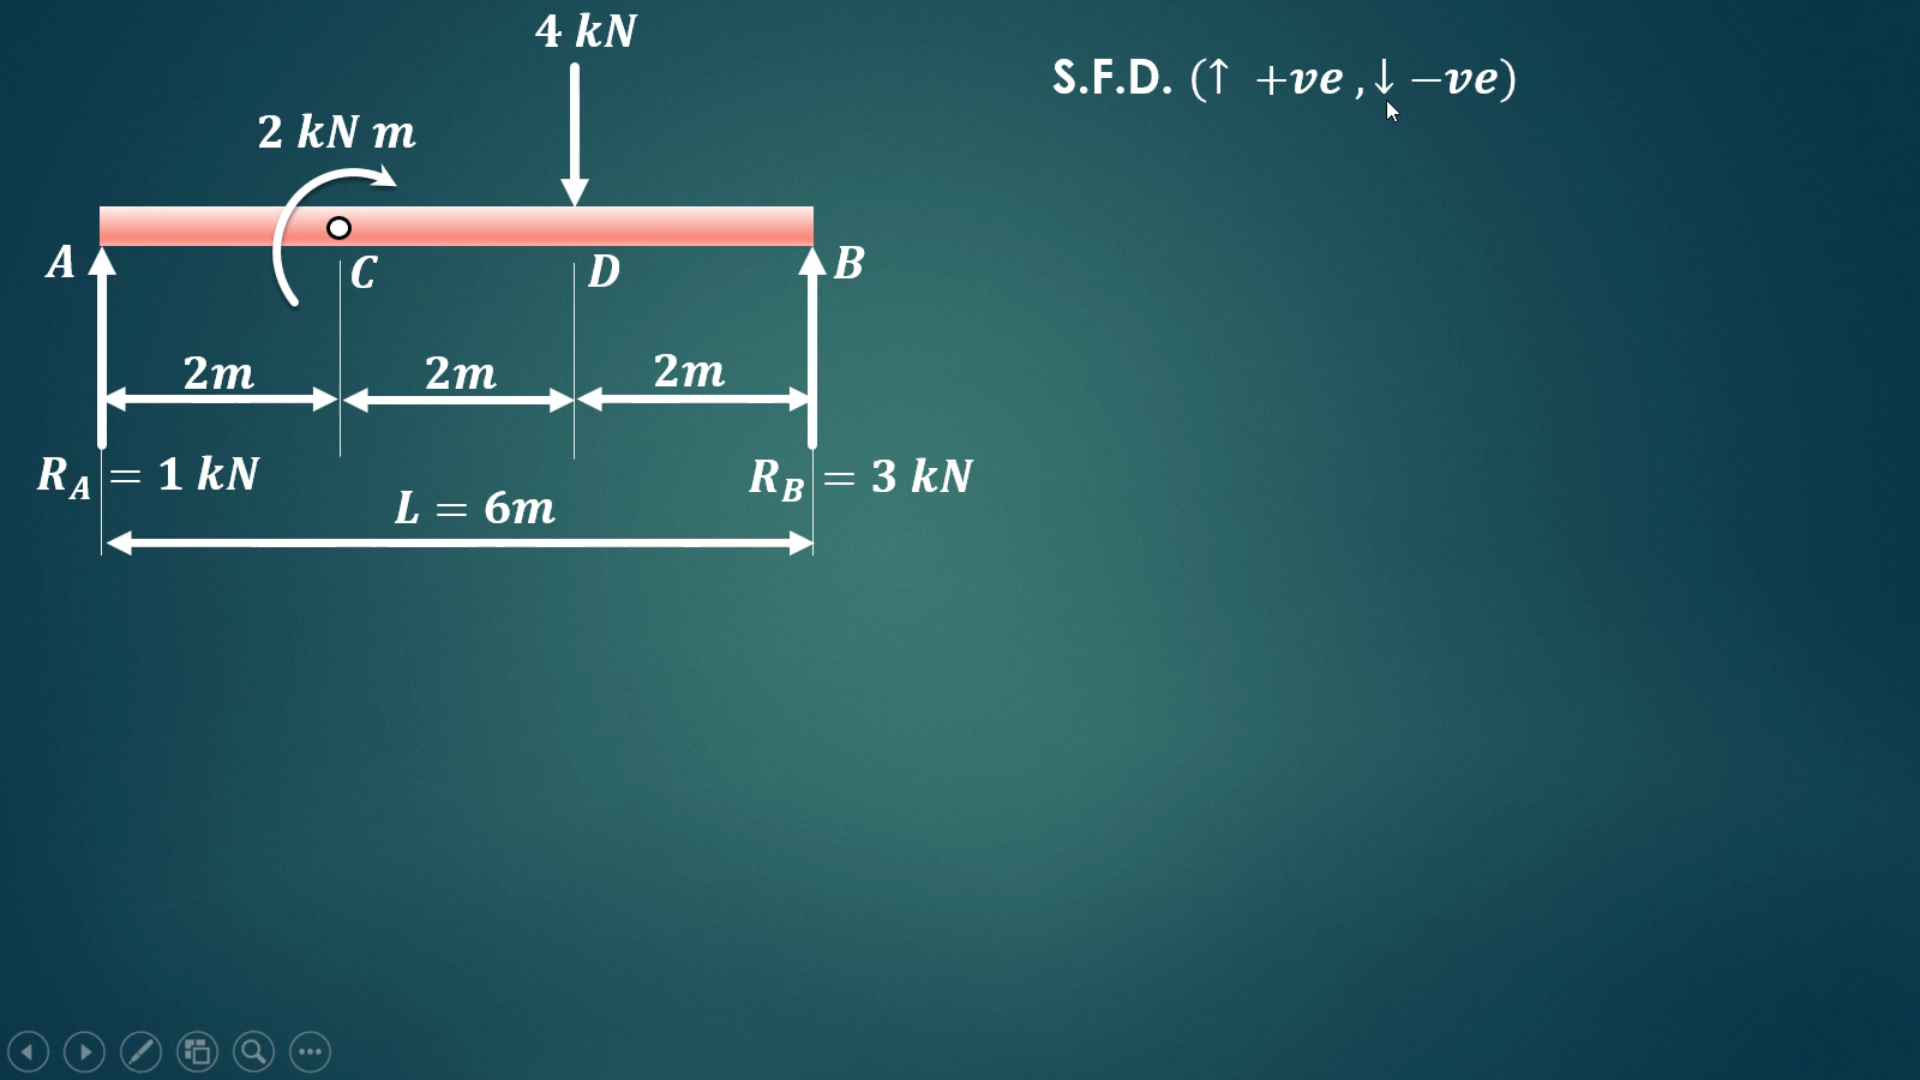 4 kN
S.F.D. (↑ +ve ,↓ −ve)
2 kN m
A
C
D
B
2m
2m
2m
R_A = 1 kN
R_B = 3 kN
L = 6m